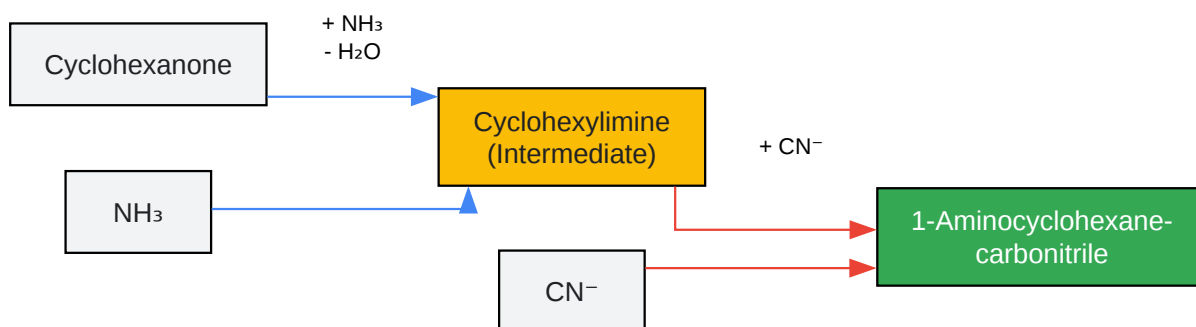 Cyclohexanone
+ NH₃
- H₂O
Cyclohexylimine
(Intermediate)
+ CN⁻
NH₃
1-Aminocyclohexane-
carbonitrile
CN⁻